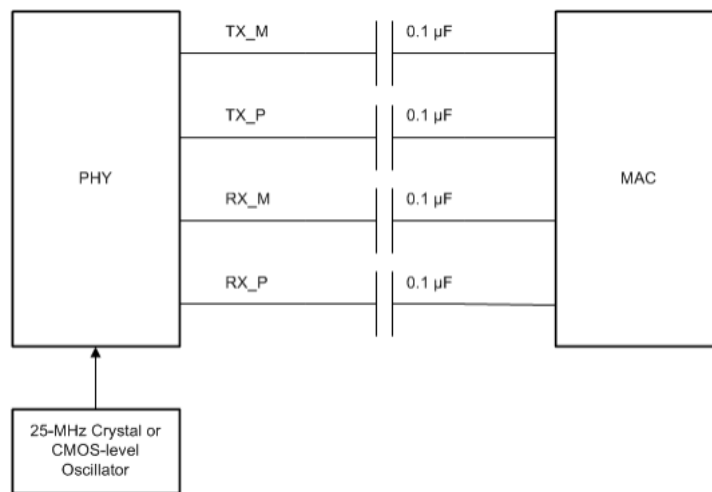 TX_M
0.1 µF
TX_P
0.1 µF
PHY
MAC
RX_M
0.1 µF
RX_P
0.1 µF
25-MHz Crystal or
CMOS-level
Oscillator